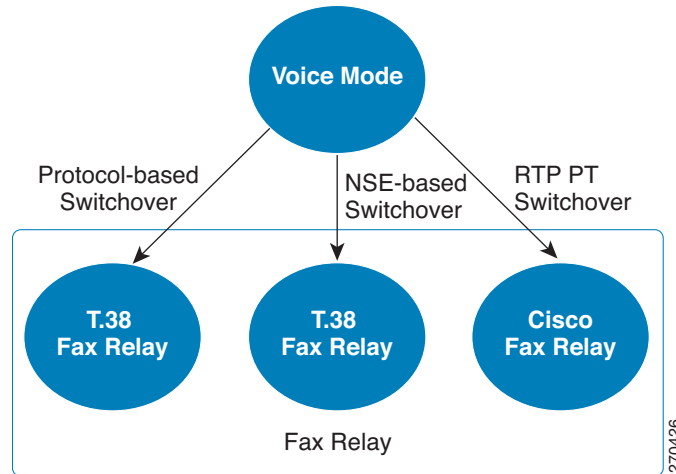 Voice Mode
Protocol-based
Switchover
NSE-based
Switchover
RTP PT
Switchover
T.38
Fax Relay
T.38
Fax Relay
Cisco
Fax Relay
Fax Relay
270426